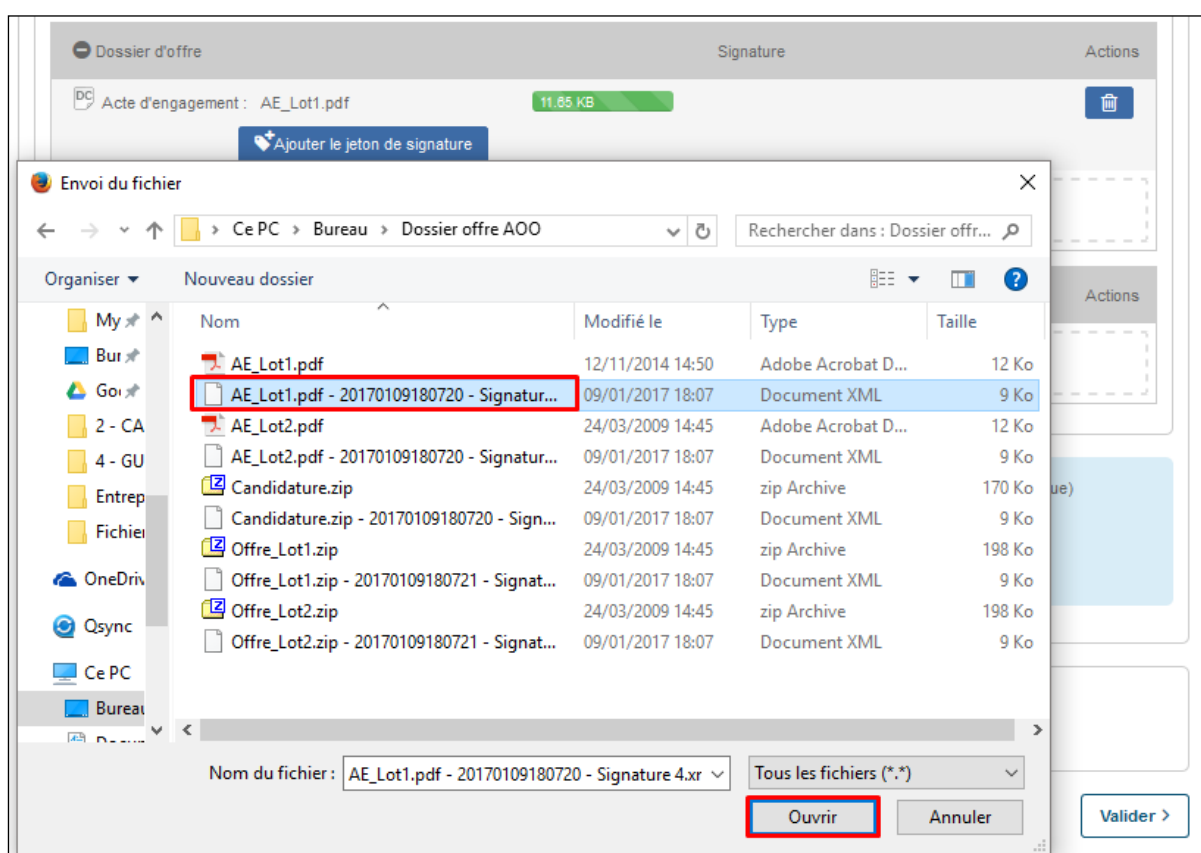 Dossier d'offre Signature Actions
DC Acte d'engagement : AE_Lot1.pdf 11.65 KB
Ajouter le jeton de signature
Envoi du fichier
Ce PC > Bureau > Dossier offre AOO Rechercher dans : Dossier offr...
Organiser Nouveau dossier ?
Actions
My
Bur
Goo
2 - CA
4 - GU
Entrep
Fichier
OneDriv
Qsync
Ce PC
Bureau
Nom Modifié le Type Taille
AE_Lot1.pdf 12/11/2014 14:50 Adobe Acrobat D... 12 Ko
AE_Lot1.pdf - 20170109180720 - Signatur... 09/01/2017 18:07 Document XML 9 Ko
AE_Lot2.pdf 24/03/2009 14:45 Adobe Acrobat D... 12 Ko
AE_Lot2.pdf - 20170109180720 - Signatur... 09/01/2017 18:07 Document XML 9 Ko
Candidature.zip 24/03/2009 14:45 zip Archive 170 Ko
Candidature.zip - 20170109180720 - Sign... 09/01/2017 18:07 Document XML 9 Ko
Offre_Lot1.zip 24/03/2009 14:45 zip Archive 198 Ko
Offre_Lot1.zip - 20170109180721 - Signat... 09/01/2017 18:07 Document XML 9 Ko
Offre_Lot2.zip 24/03/2009 14:45 zip Archive 198 Ko
Offre_Lot2.zip - 20170109180721 - Signat... 09/01/2017 18:07 Document XML 9 Ko
ue)
Nom du fichier : AE_Lot1.pdf - 20170109180720 - Signature 4.xr Tous les fichiers (*.*)
Ouvrir Annuler
Valider >